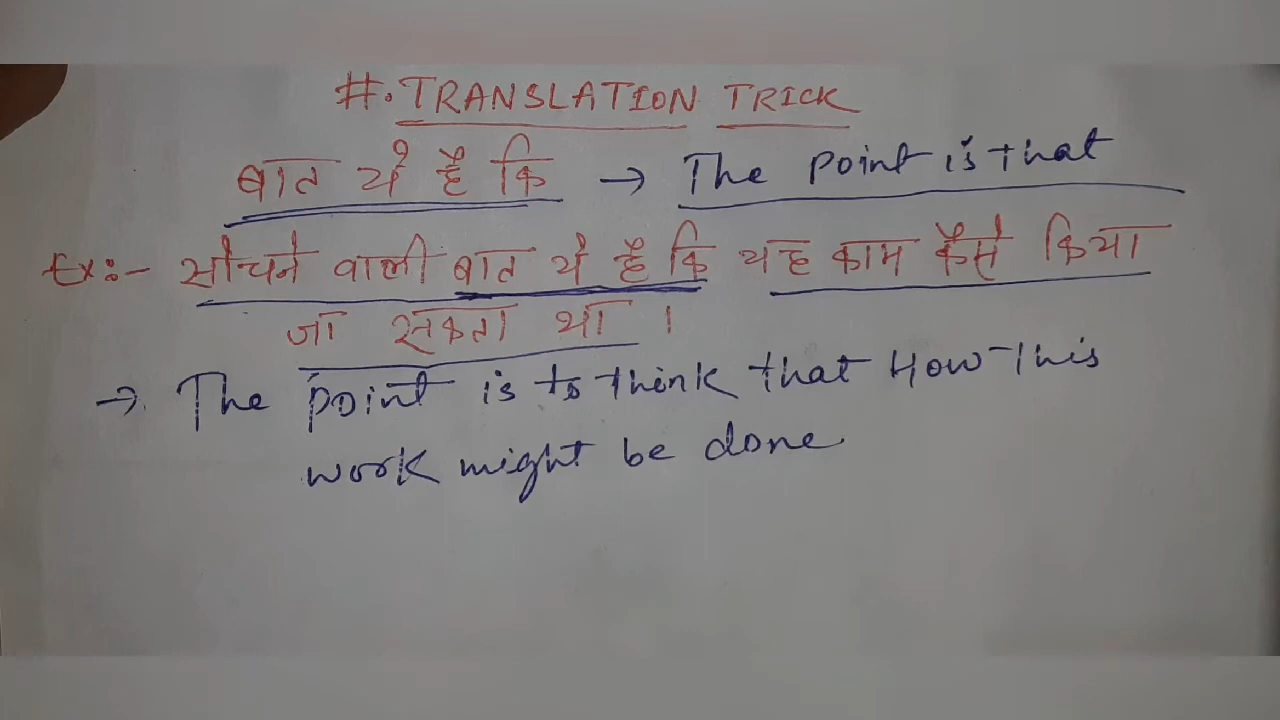 #. TRANSLATION TRICK
बात ये है कि → The point is that
Ex:- सोचने वाली बात ये है कि यह काम कैसे किया
जा सकता था ।
→ The point is to think that How This
work might be done